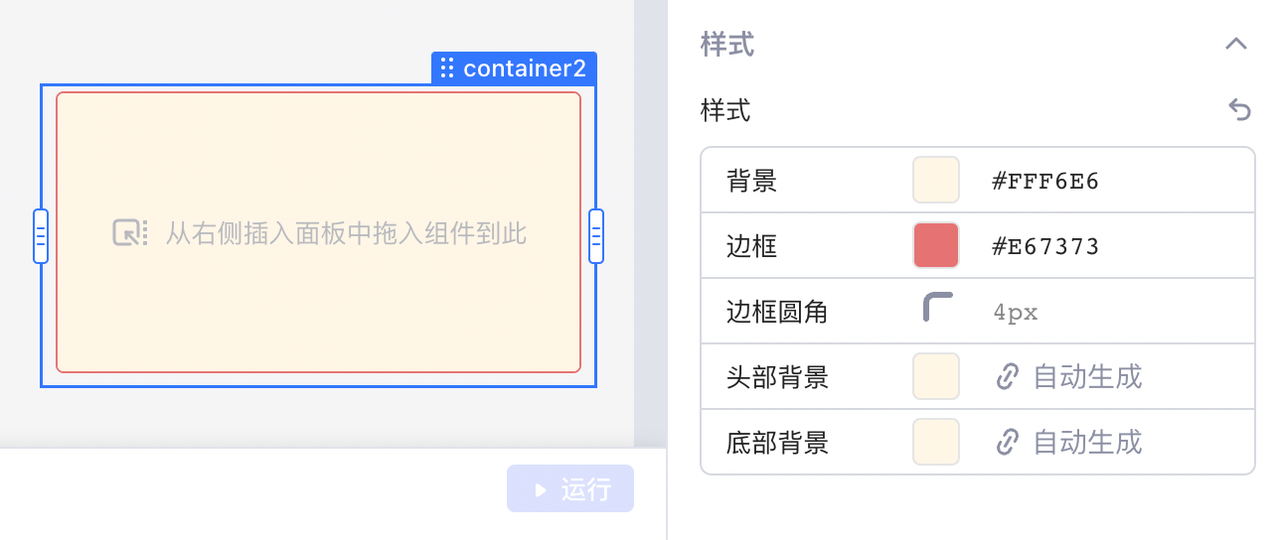 container2
从右侧插入面板中拖入组件到此
运行
样式
样式
背景 #FFF6E6
边框 #E67373
边框圆角 4px
头部背景 自动生成
底部背景 自动生成